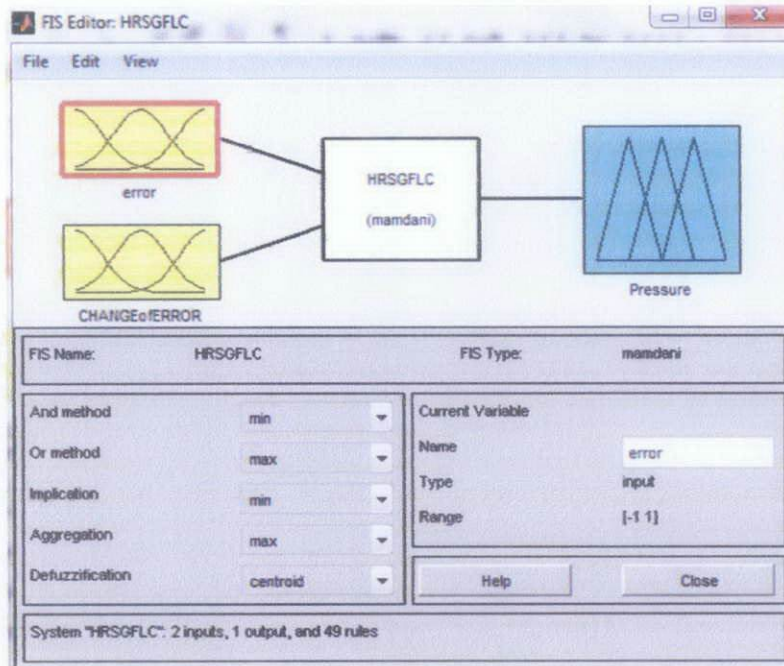 FIS Editor: HRSGFLC
File Edit View
error
HRSGFLC
(mamdani)
Pressure
CHANGEofERROR
FIS Name: HRSGFLC FIS Type: mamdani
And method min
Or method max
Implication min
Aggregation max
Defuzzification centroid
Current Variable
Name error
Type input
Range [-1 1]
Help Close
System "HRSGFLC": 2 inputs, 1 output, and 49 rules